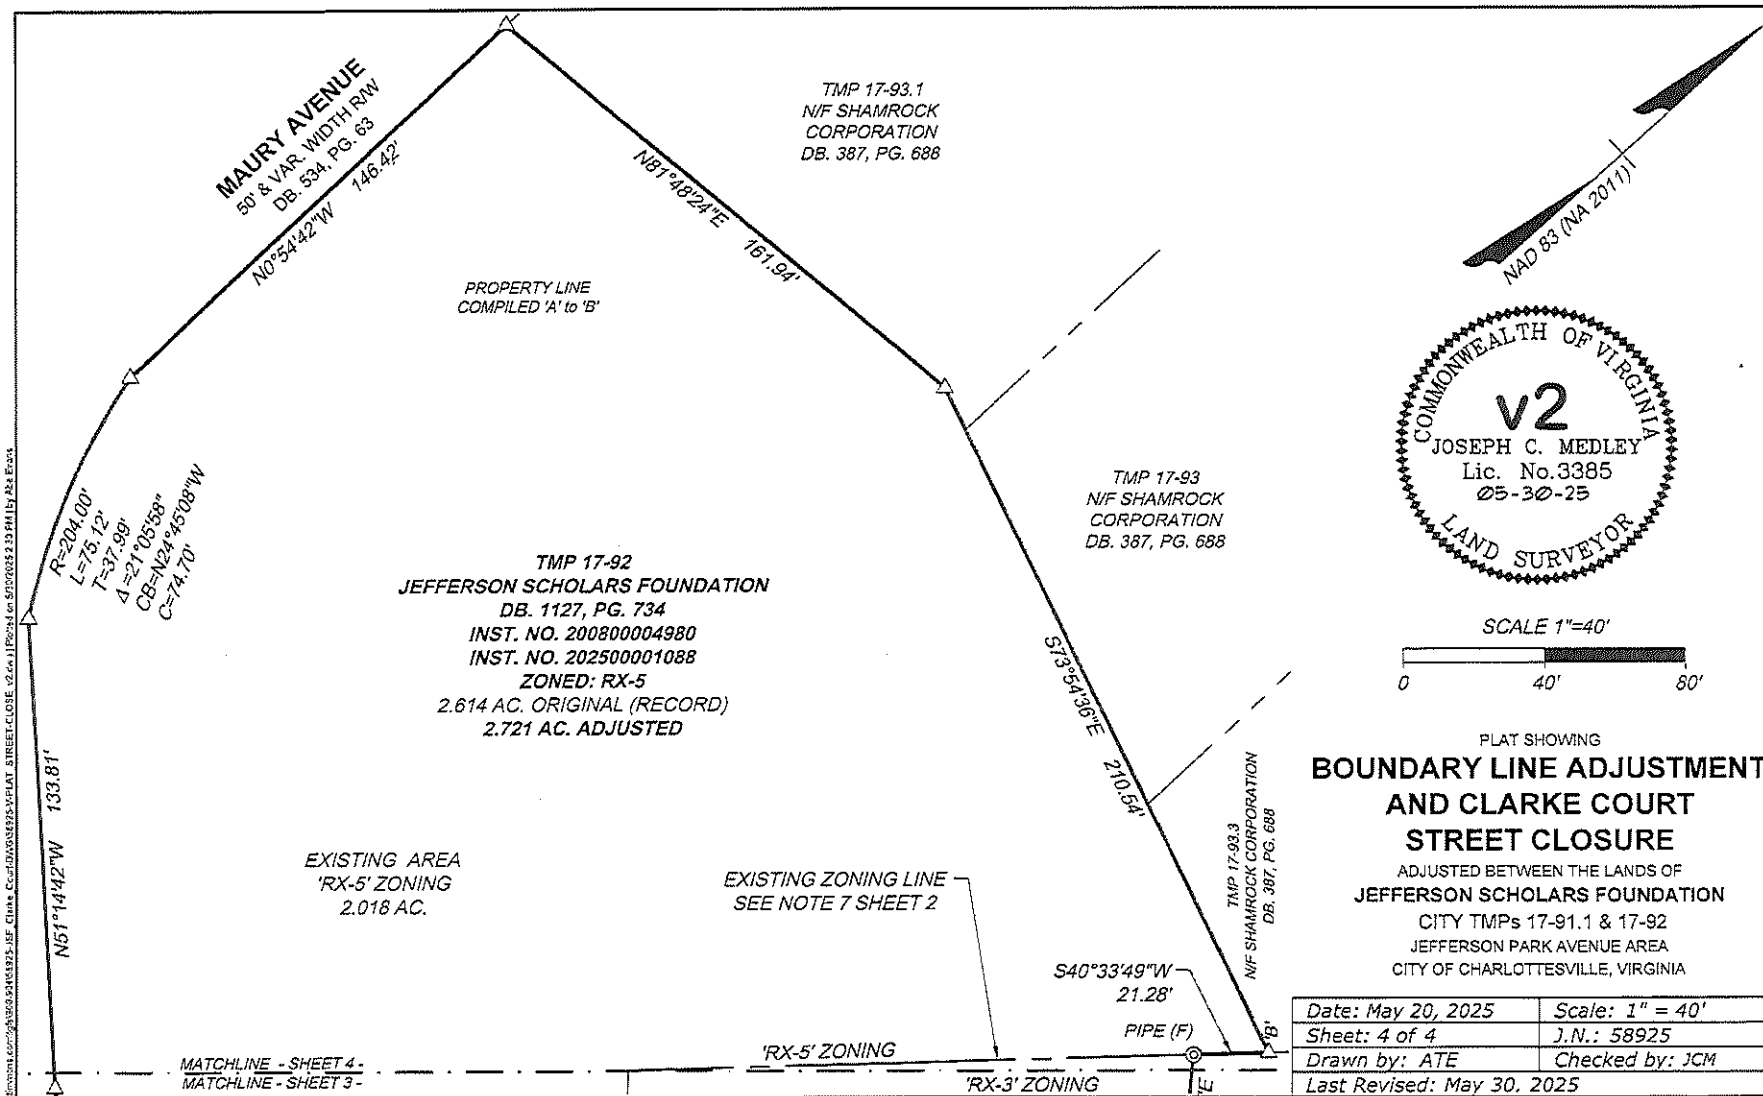 MAURY AVENUE
50' & VAR. WIDTH R/W
DB. 534, PG. 63
N0°54'42"W 146.42'
N81°48'24"E 161.94'
TMP 17-93.1
N/F SHAMROCK
CORPORATION
DB. 387, PG. 688
NAD 83 (NA 2011)
PROPERTY LINE
COMPILED 'A' to 'B'
COMMONWEALTH OF VIRGINIA
v2
JOSEPH C. MEDLEY
Lic. No.3385
05-30-25
LAND SURVEYOR
R=204.00'
L=75.12'
T=37.99'
Δ=21°05'58"
CB=N24°45'08"W
C=74.70'
TMP 17-93
N/F SHAMROCK
CORPORATION
DB. 387, PG. 688
TMP 17-92
JEFFERSON SCHOLARS FOUNDATION
DB. 1127, PG. 734
INST. NO. 200800004980
INST. NO. 202500001088
ZONED: RX-5
2.614 AC. ORIGINAL (RECORD)
2.721 AC. ADJUSTED
SCALE 1"=40'
0 40' 80'
S73°54'36"E 210.54'
N51°14'42"W 133.81'
EXISTING AREA
'RX-5' ZONING
2.018 AC.
EXISTING ZONING LINE
SEE NOTE 7 SHEET 2
TMP 17-93.3
N/F SHAMROCK CORPORATION
DB. 387, PG. 688
S40°33'49"W
21.28'
PIPE (F)
'B'
'RX-5' ZONING
MATCHLINE - SHEET 4 -
MATCHLINE - SHEET 3 -
'RX-3' ZONING
PLAT SHOWING
BOUNDARY LINE ADJUSTMENT
AND CLARKE COURT
STREET CLOSURE
ADJUSTED BETWEEN THE LANDS OF
JEFFERSON SCHOLARS FOUNDATION
CITY TMPs 17-91.1 & 17-92
JEFFERSON PARK AVENUE AREA
CITY OF CHARLOTTESVILLE, VIRGINIA
Date: May 20, 2025 Scale: 1" = 40'
Sheet: 4 of 4 J.N.: 58925
Drawn by: ATE Checked by: JCM
Last Revised: May 30, 2025